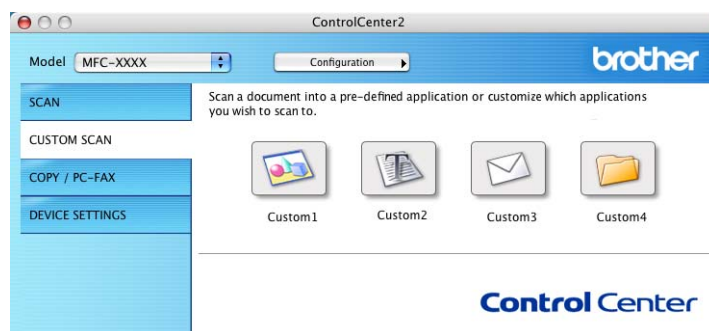 ControlCenter2
Model MFC-XXXX Configuration brother
SCAN
CUSTOM SCAN
COPY / PC-FAX
DEVICE SETTINGS
Scan a document into a pre-defined application or customize which applications
you wish to scan to.
Custom1 Custom2 Custom3 Custom4
Control Center